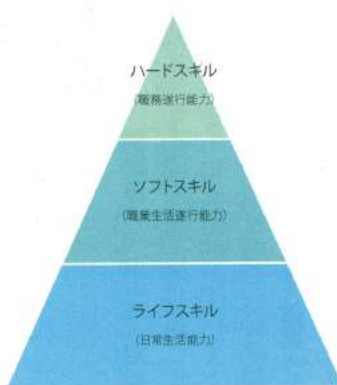 ハードスキル
(職務遂行能力)
ソフトスキル
(職業生活遂行能力)
ライフスキル
(日常生活能力)